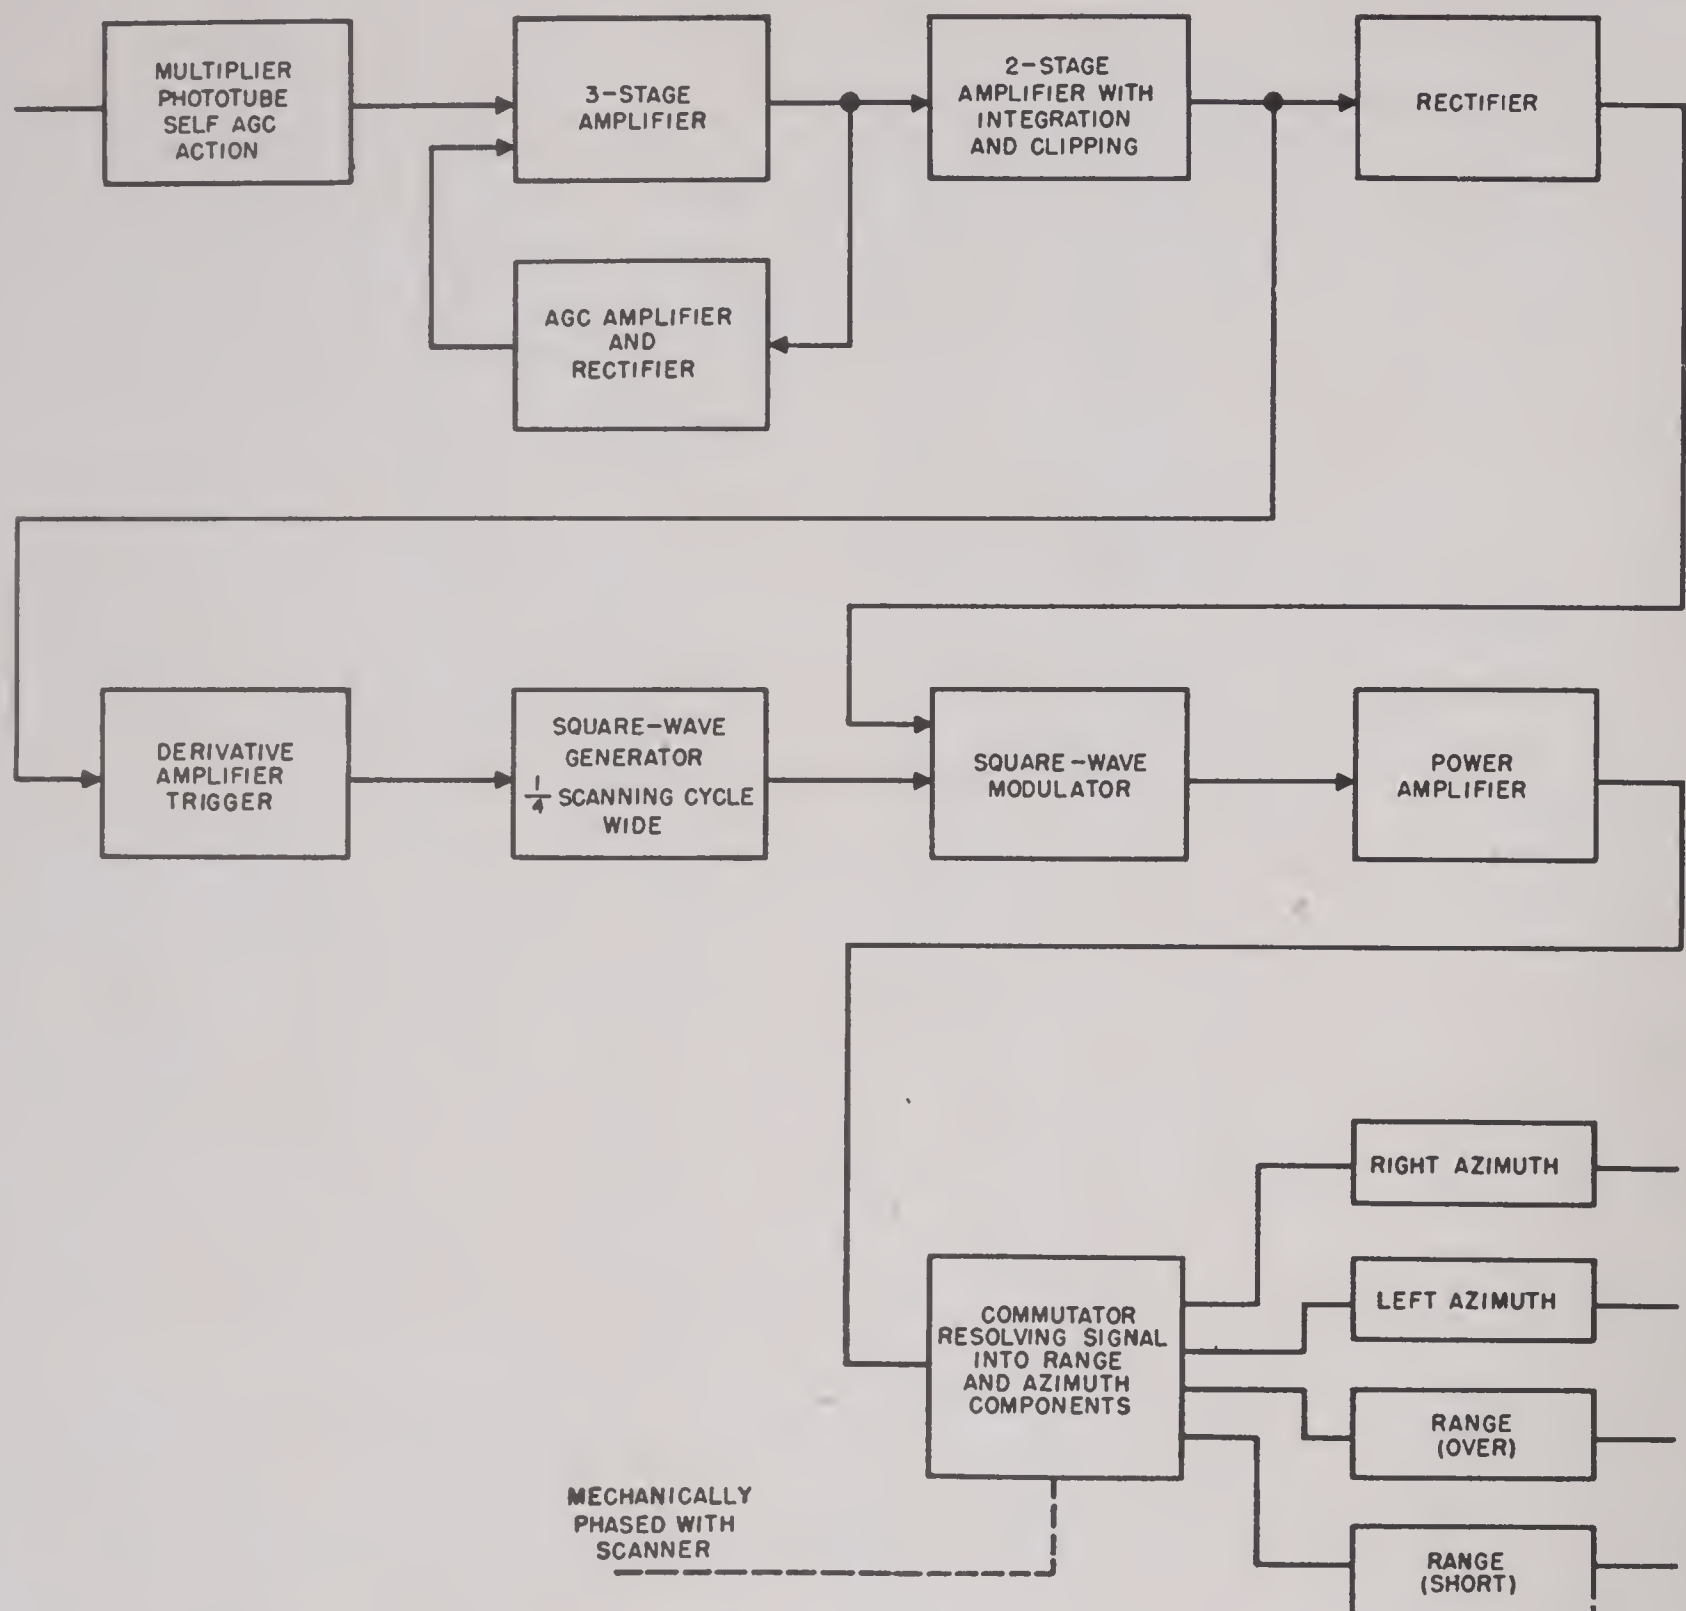 MULTIPLIER
PHOTOTUBE
SELF AGC
ACTION
3-STAGE
AMPLIFIER
2-STAGE
AMPLIFIER WITH
INTEGRATION
AND CLIPPING
RECTIFIER
AGC AMPLIFIER
AND
RECTIFIER
DERIVATIVE
AMPLIFIER
TRIGGER
SQUARE-WAVE
GENERATOR
1/4 SCANNING CYCLE
WIDE
SQUARE-WAVE
MODULATOR
POWER
AMPLIFIER
RIGHT AZIMUTH
LEFT AZIMUTH
COMMUTATOR
RESOLVING SIGNAL
INTO RANGE
AND AZIMUTH
COMPONENTS
RANGE
(OVER)
MECHANICALLY
PHASED WITH
SCANNER
RANGE
(SHORT)